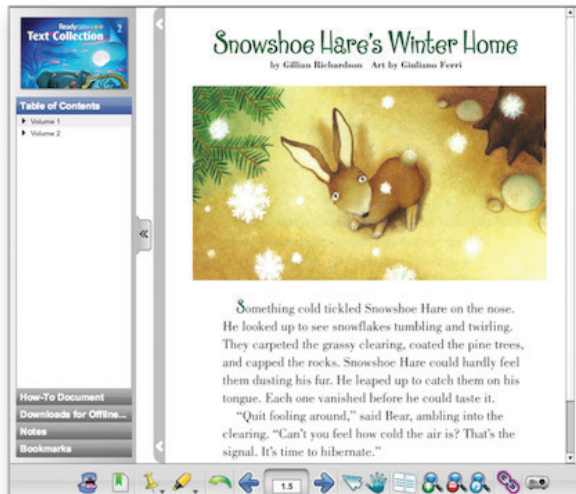 ReadyGEN
Text Collection
2
Table of Contents
Volume 1
Volume 2
How-To Document
Downloads for Offline...
Notes
Bookmarks
Snowshoe Hare's Winter Home
by Gillian Richardson Art by Giuliano Ferri
Something cold tickled Snowshoe Hare on the nose.
He looked up to see snowflakes tumbling and twirling.
They carpeted the grassy clearing, coated the pine trees,
and capped the rocks. Snowshoe Hare could hardly feel
them dusting his fur. He leaped up to catch them on his
tongue. Each one vanished before he could taste it.
"Quit fooling around," said Bear, ambling into the
clearing. "Can't you feel how cold the air is? That's the
signal. It's time to hibernate."
1.5